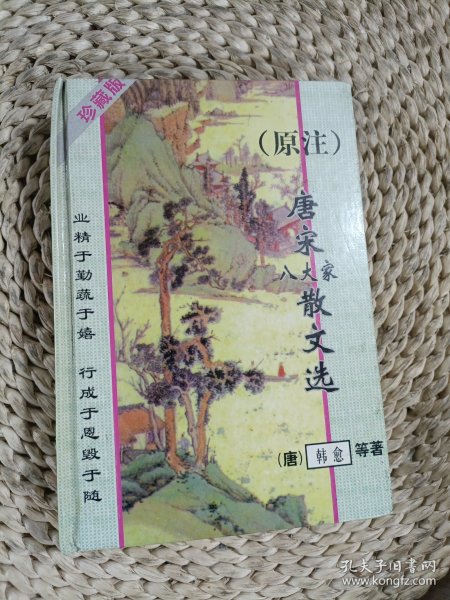 珍藏版
（原注）
唐宋
八大家
散文选
（唐）韩愈 等著
业精于勤蔬于嬉 行成于恩毁于随
孔夫子旧书网
www.kongfz.com